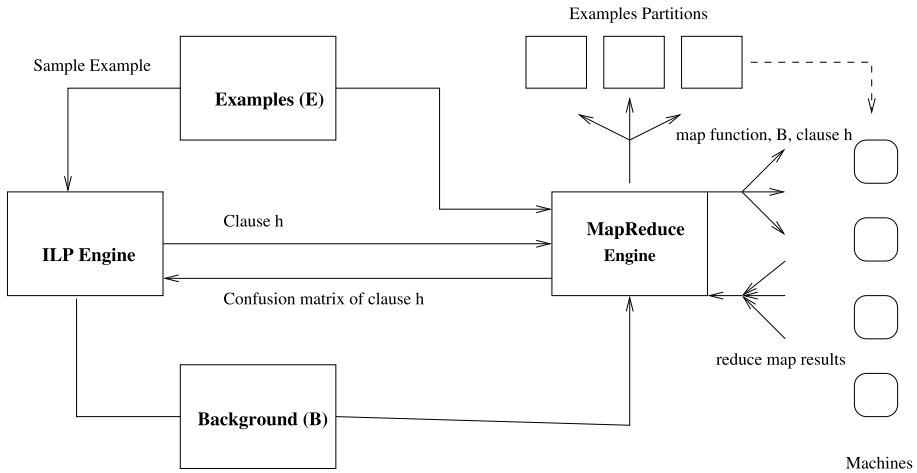 Examples Partitions
Sample Example
Examples (E)
map function, B, clause h
Clause h
MapReduce
Engine
ILP Engine
Confusion matrix of clause h
reduce map results
Background (B)
Machines